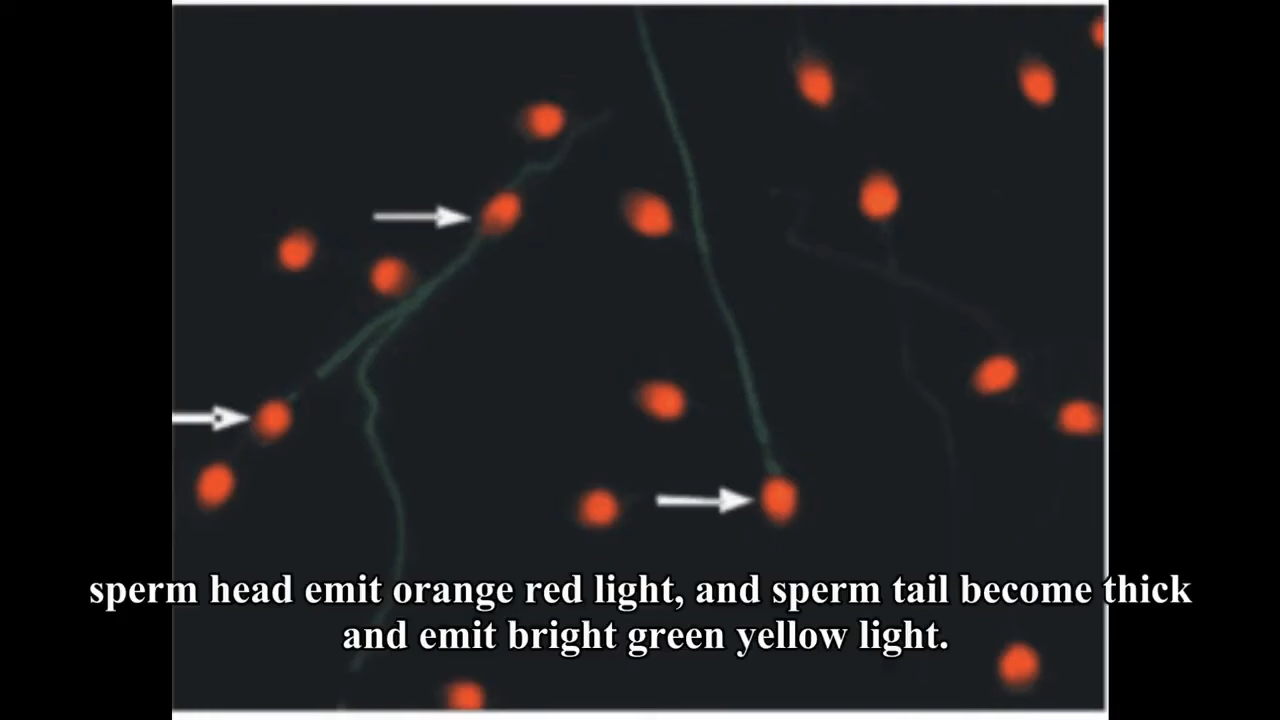 sperm head emit orange red light, and sperm tail become thick
and emit bright green yellow light.